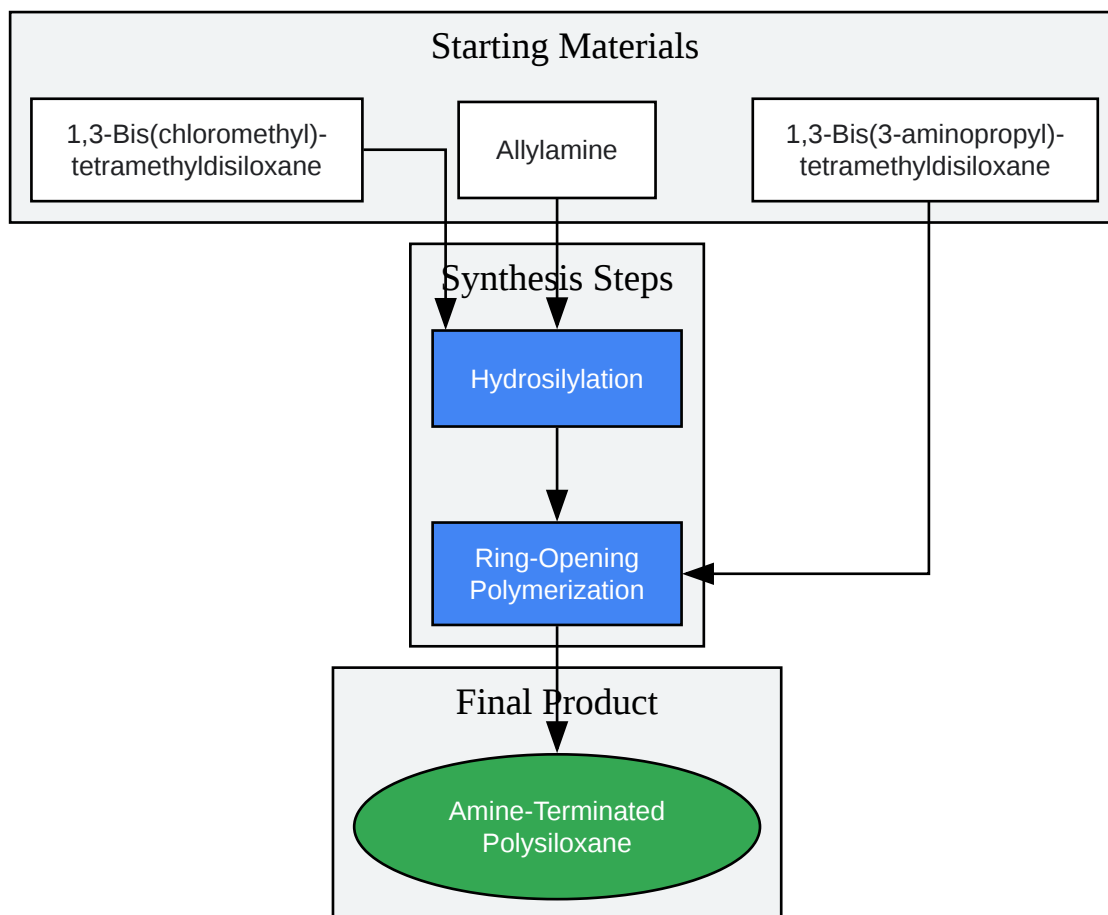 Starting Materials
1,3-Bis(chloromethyl)-
tetramethyldisiloxane
Allylamine
1,3-Bis(3-aminopropyl)-
tetramethyldisiloxane
Synthesis Steps
Hydrosilylation
Ring-Opening
Polymerization
Final Product
Amine-Terminated
Polysiloxane